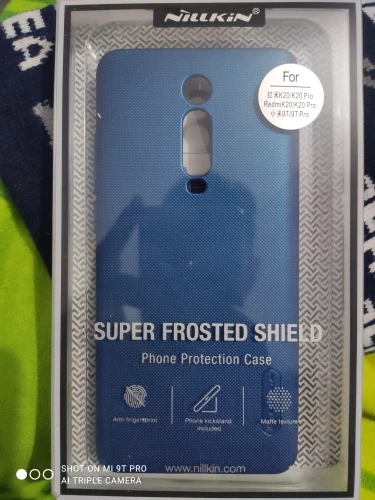 NILLKIN®
For
红米K20/K20 Pro
RedmiK20/K20 Pro
小米9T/9T Pro
SUPER FROSTED SHIELD
Phone Protection Case
Anti-fingerprint
Phone kickstand
included
Matte texture
www.nillkin.com
SHOT ON MI 9T PRO
AI TRIPLE CAMERA